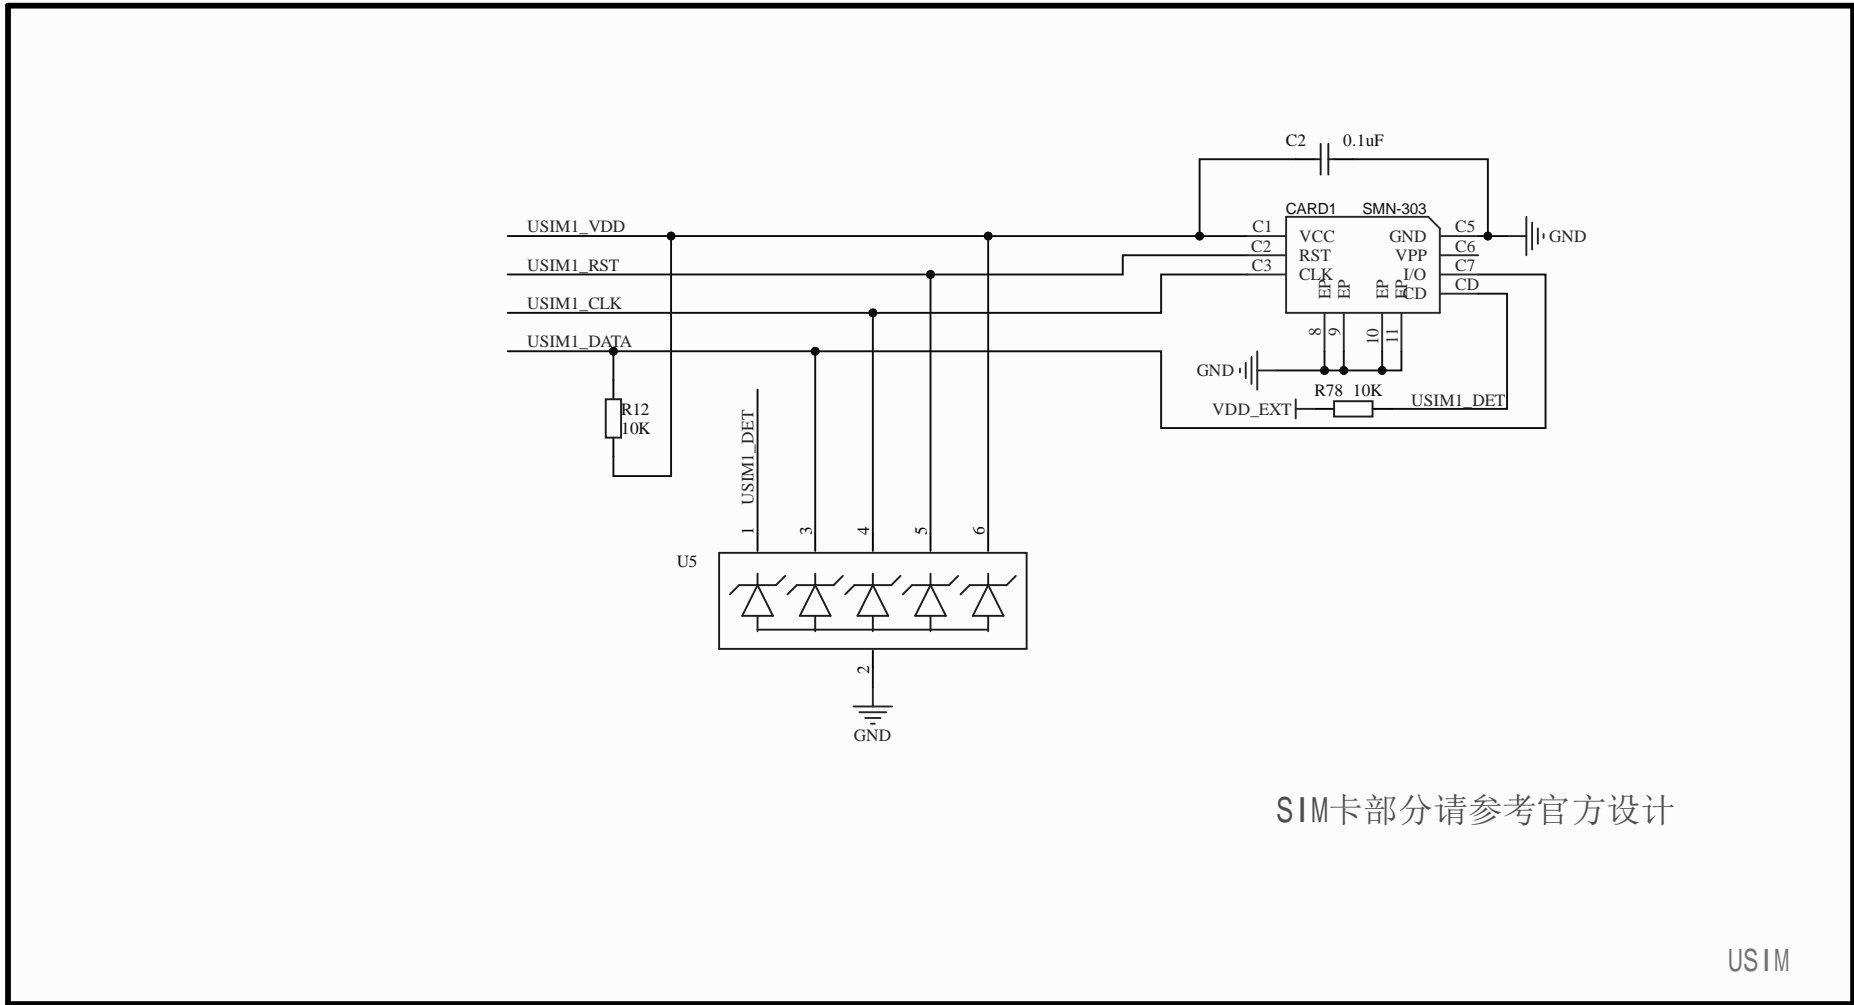 C2 0.1uF
CARD1 SMN-303
USIM1_VDD C1 VCC GND C5 GND
C2 RST VPP C6
USIM1_RST C3 CLK I/O C7
EP EP EP EP CD CD
USIM1_CLK
8 9 10 11
USIM1_DATA
GND
R78 10K
VDD_EXT USIM1_DET
R12
10K
USIM1_DET
1 3 4 5 6
U5
2
GND
SIM卡部分请参考官方设计
USIM